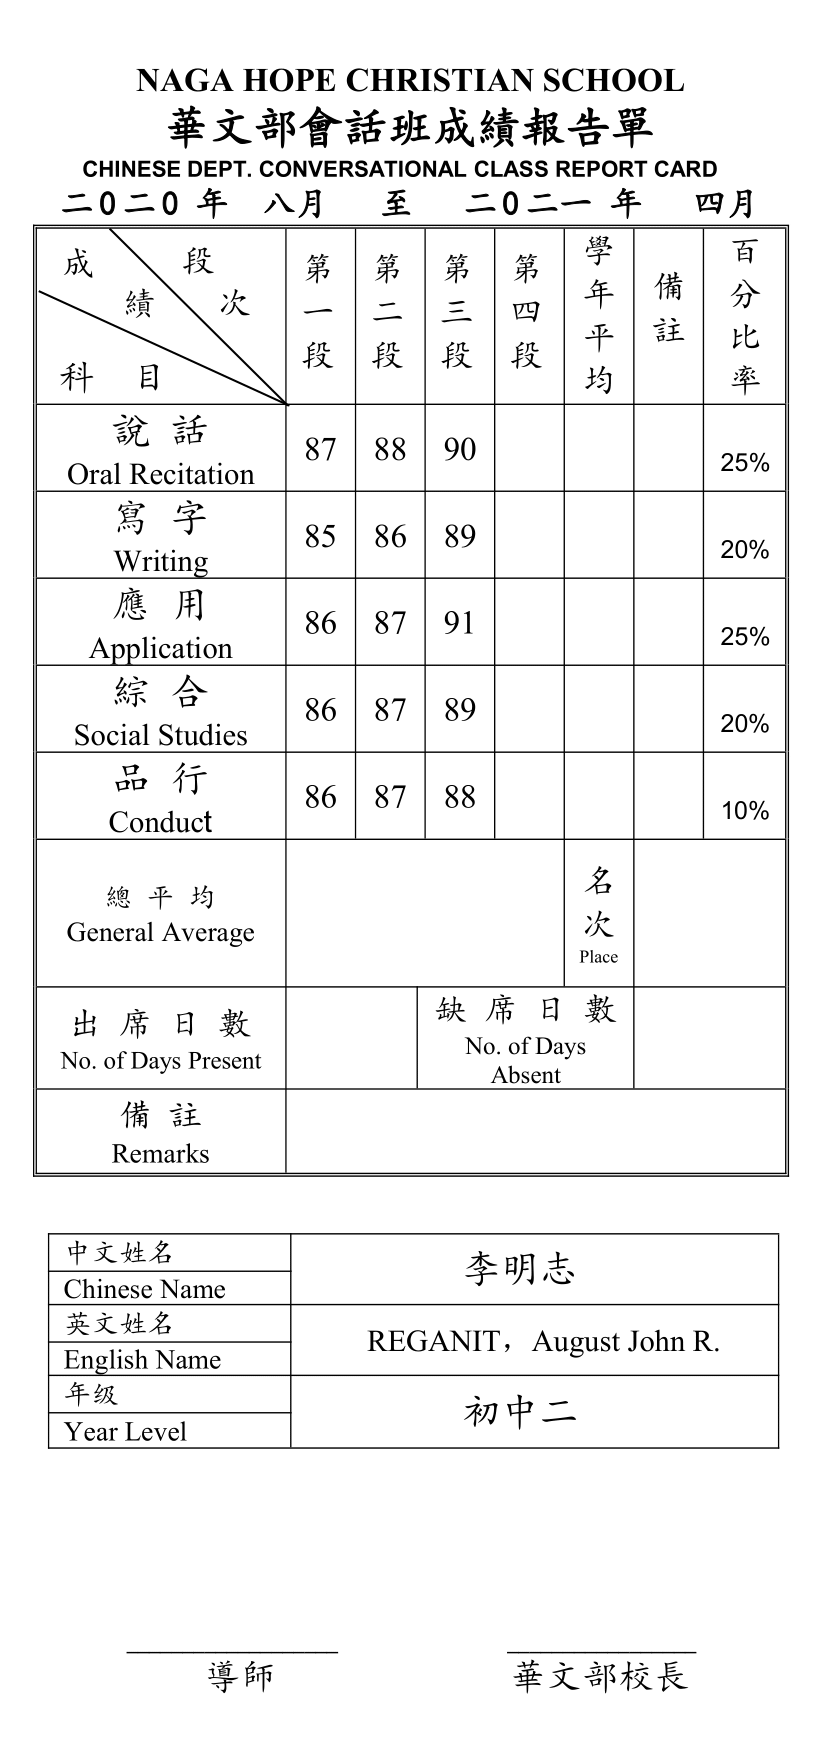 NAGA HOPE CHRISTIAN SCHOOL
華文部會話班成績報告單
CHINESE DEPT. CONVERSATIONAL CLASS REPORT CARD
二０二０ 年 八月 至 二０二一 年 四月
成績 段次 科目 第一段 第二段 第三段 第四段 學年平均 備註 百分比率
說 話
Oral Recitation 87 88 90 25%
寫 字
Writing 85 86 89 20%
應 用
Application 86 87 91 25%
綜 合
Social Studies 86 87 89 20%
品 行
Conduct 86 87 88 10%
總 平 均
General Average
名次
Place
出 席 日 數
No. of Days Present
缺 席 日 數
No. of Days
Absent
備 註
Remarks
中文姓名
Chinese Name
李明志
英文姓名
English Name
REGANIT，August John R.
年级
Year Level
初中二
導師 華文部校長